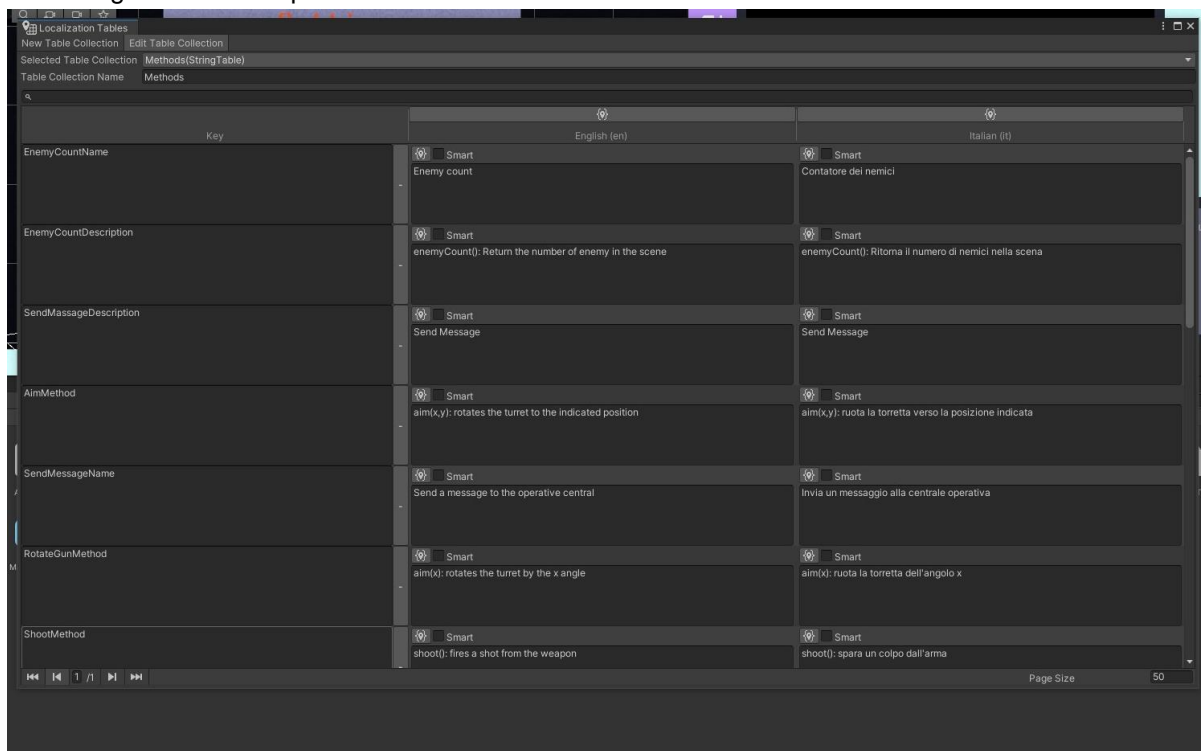 Localization Tables
New Table Collection Edit Table Collection
Selected Table Collection Methods(StringTable)
Table Collection Name Methods
Key English (en) Italian (it)
EnemyCountName Smart Smart
Enemy count Contatore dei nemici
-
EnemyCountDescription Smart Smart
enemyCount(): Return the number of enemy in the scene enemyCount(): Ritorna il numero di nemici nella scena
-
SendMassageDescription Smart Smart
Send Message Send Message
-
AimMethod Smart Smart
aim(x,y): rotates the turret to the indicated position aim(x,y): ruota la torretta verso la posizione indicata
-
SendMessageName Smart Smart
Send a message to the operative central Invia un messaggio alla centrale operativa
-
RotateGunMethod Smart Smart
aim(x): rotates the turret by the x angle aim(x): ruota la torretta dell'angolo x
-
ShootMethod Smart Smart
shoot(): fires a shot from the weapon shoot(): spara un colpo dall'arma
1 /1 Page Size 50